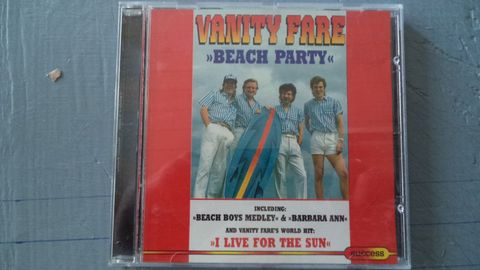 VANITY FARE
»BEACH PARTY«
INCLUDING:
»BEACH BOYS MEDLEY« & »BARBARA ANN«
AND VANITY FARE'S WORLD HIT:
»I LIVE FOR THE SUN«
success